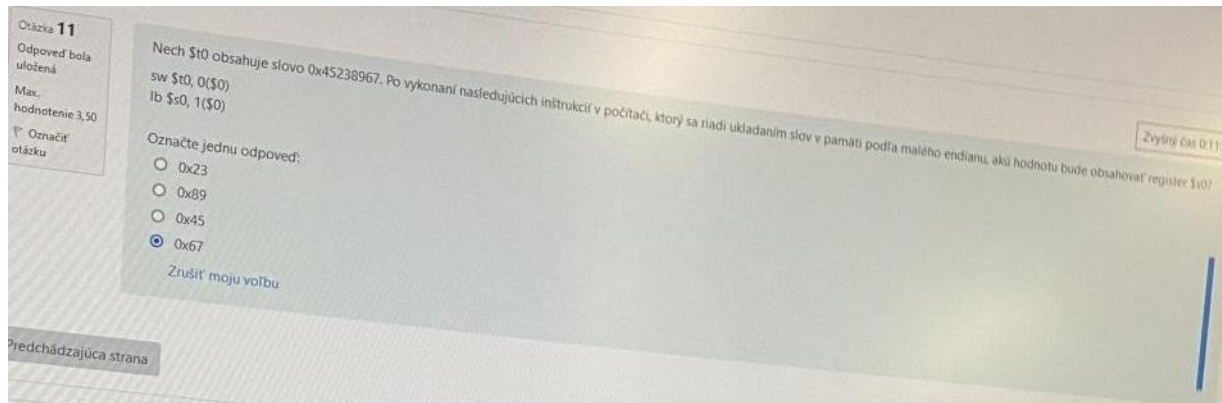 Otázka 11
Odpoveď bola
uložená
Max.
hodnotenie 3,50
Označiť
otázku
Nech $t0 obsahuje slovo 0x45238967. Po vykonaní nasledujúcich inštrukcií v počítači, ktorý sa riadi ukladaním slov v pamäti podľa malého endianu, akú hodnotu bude obsahovať register $s0?
sw $t0, 0($0)
lb $s0, 1($0)
Označte jednu odpoveď:
0x23
0x89
0x45
0x67
Zrušiť moju voľbu
Zvyšný čas 0:11
Predchádzajúca strana